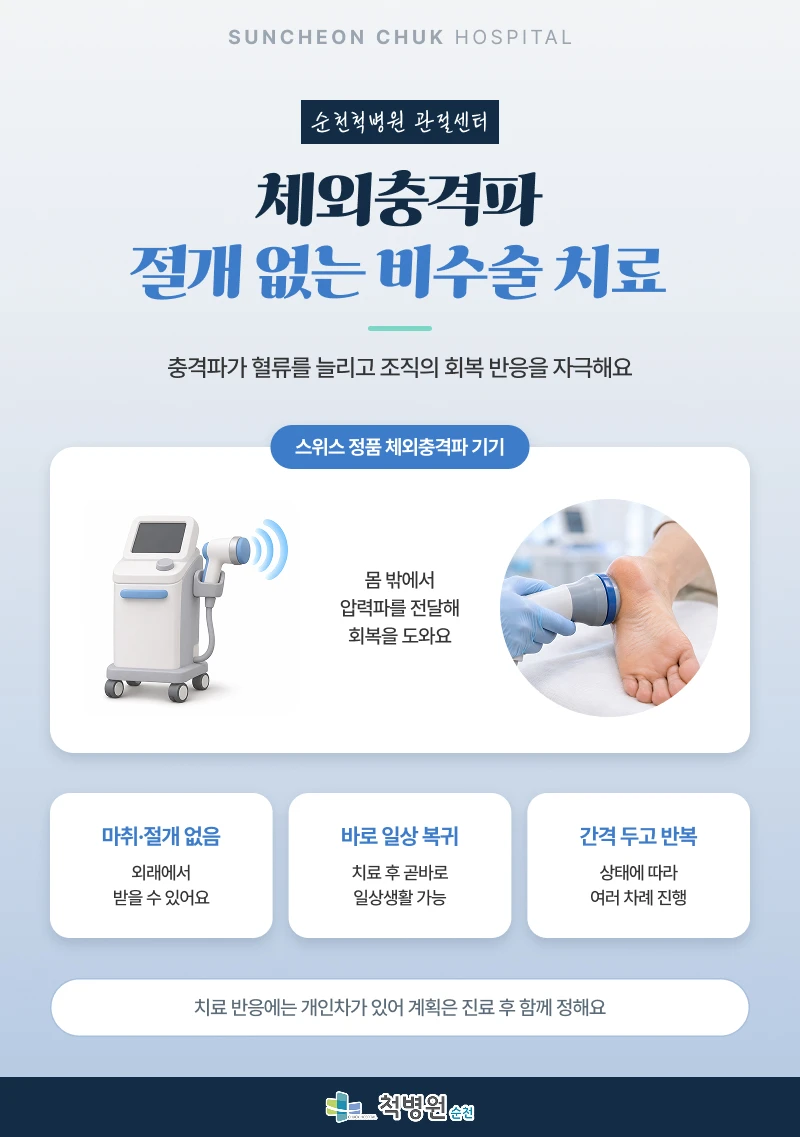 SUNCHEON CHUK HOSPITAL
순천척병원 관절센터
체외충격파
절개 없는 비수술 치료
충격파가 혈류를 늘리고 조직의 회복 반응을 자극해요
스위스 정품 체외충격파 기기
몸 밖에서
압력파를 전달해
회복을 도와요
마취·절개 없음
외래에서
받을 수 있어요
바로 일상 복귀
치료 후 곧바로
일상생활 가능
간격 두고 반복
상태에 따라
여러 차례 진행
치료 반응에는 개인차가 있어 계획은 진료 후 함께 정해요
척병원 순천